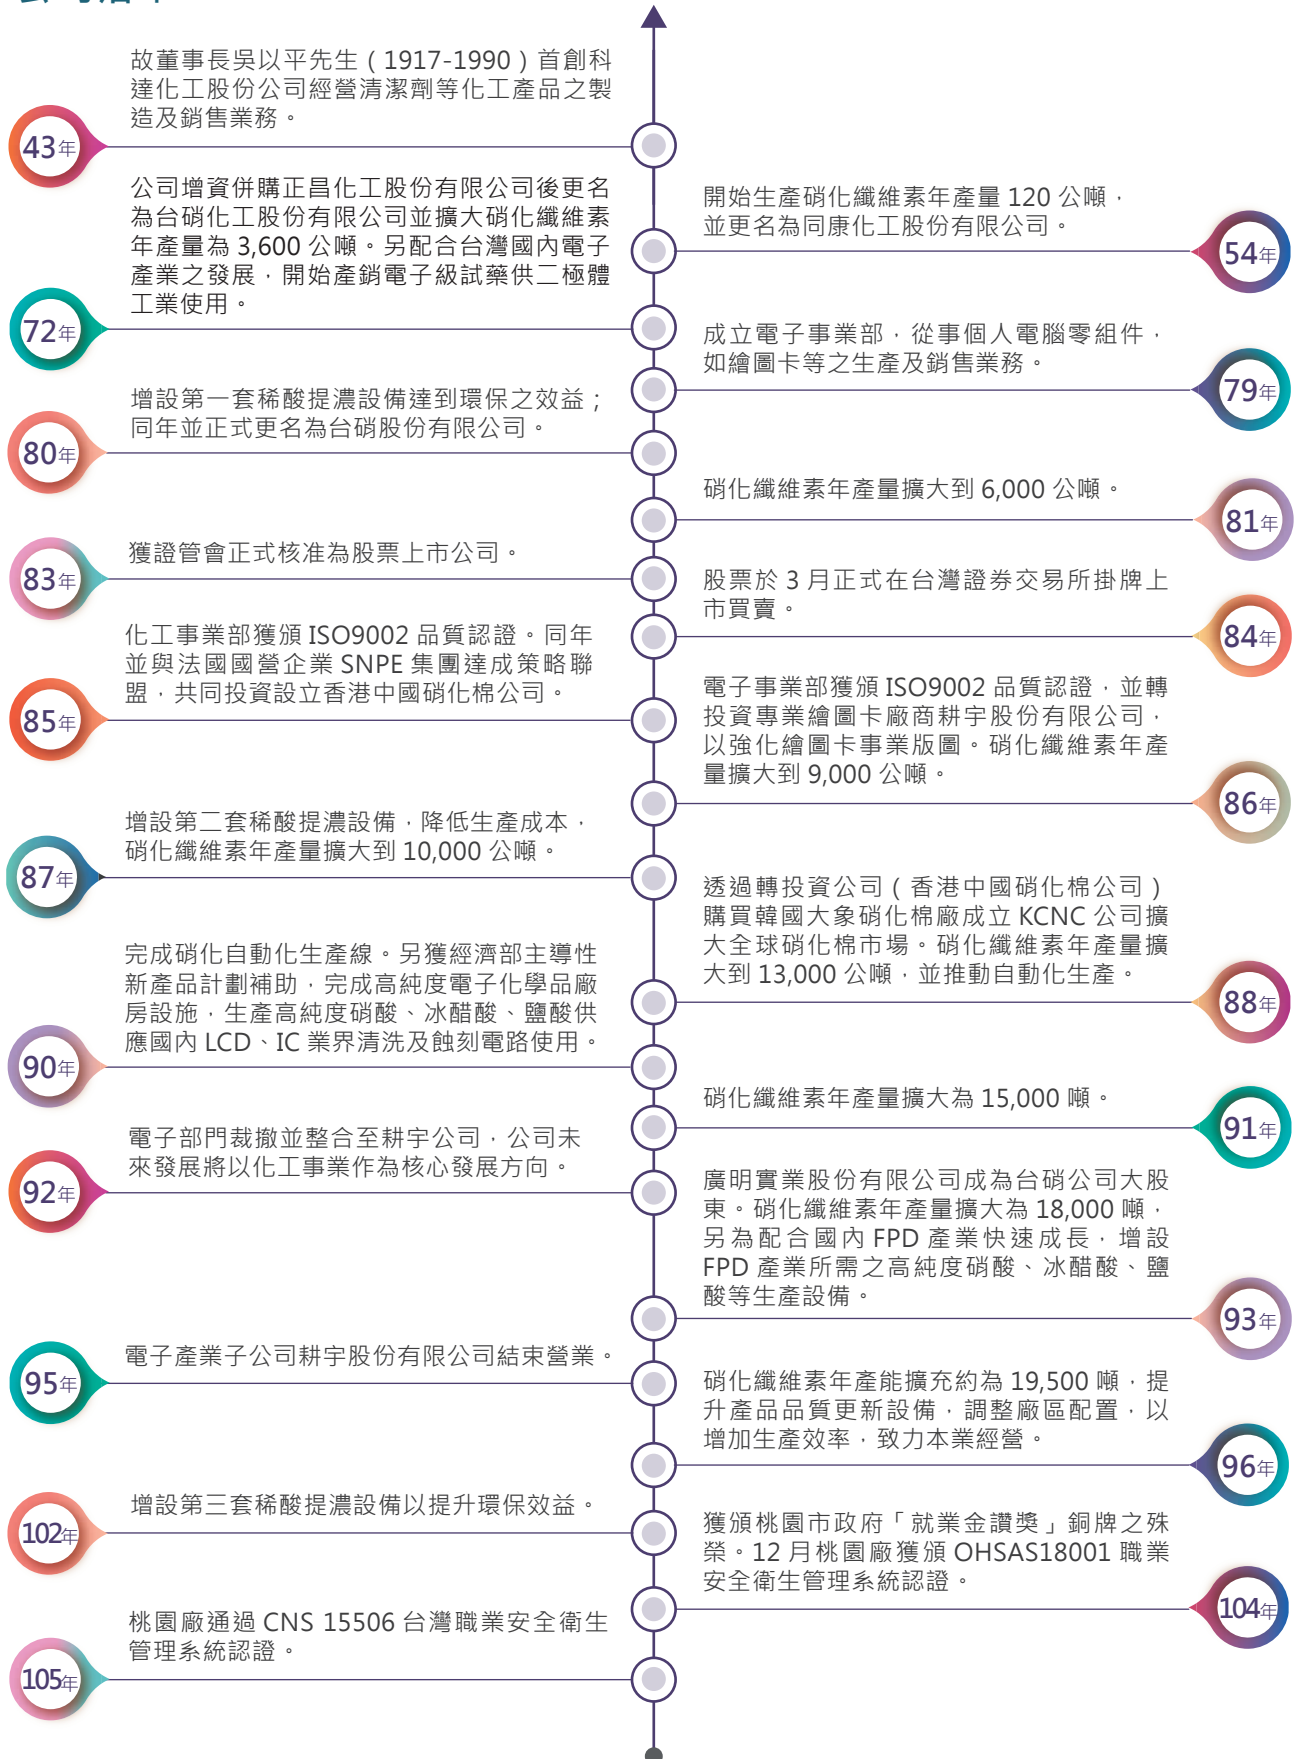 故董事長吳以平先生（1917-1990）首創科
達化工股份公司經營清潔劑等化工產品之製
造及銷售業務。
43年
開始生產硝化纖維素年產量 120 公噸，
並更名為同康化工股份有限公司。
54年
公司增資併購正昌化工股份有限公司後更名
為台硝化工股份有限公司並擴大硝化纖維素
年產量為 3,600 公噸。另配合台灣國內電子
產業之發展，開始產銷電子級試藥供二極體
工業使用。
72年
成立電子事業部，從事個人電腦零組件，
如繪圖卡等之生產及銷售業務。
79年
增設第一套稀酸提濃設備達到環保之效益；
同年並正式更名為台硝股份有限公司。
80年
硝化纖維素年產量擴大到 6,000 公噸。
81年
獲證管會正式核准為股票上市公司。
83年
股票於 3 月正式在台灣證券交易所掛牌上
市買賣。
84年
化工事業部獲頒 ISO9002 品質認證。同年
並與法國國營企業 SNPE 集團達成策略聯
盟，共同投資設立香港中國硝化棉公司。
85年
電子事業部獲頒 ISO9002 品質認證，並轉
投資專業繪圖卡廠商耕宇股份有限公司，
以強化繪圖卡事業版圖。硝化纖維素年產
量擴大到 9,000 公噸。
86年
增設第二套稀酸提濃設備，降低生產成本，
硝化纖維素年產量擴大到 10,000 公噸。
87年
透過轉投資公司（香港中國硝化棉公司）
購買韓國大象硝化棉廠成立 KCNC 公司擴
大全球硝化棉市場。硝化纖維素年產量擴
大到 13,000 公噸，並推動自動化生產。
88年
完成硝化自動化生產線。另獲經濟部主導性
新產品計劃補助，完成高純度電子化學品廠
房設施，生產高純度硝酸、冰醋酸、鹽酸供
應國內 LCD、IC 業界清洗及蝕刻電路使用。
90年
硝化纖維素年產量擴大為 15,000 噸。
91年
電子部門裁撤並整合至耕宇公司，公司未
來發展將以化工事業作為核心發展方向。
92年
廣明實業股份有限公司成為台硝公司大股
東。硝化纖維素年產量擴大為 18,000 噸，
另為配合國內 FPD 產業快速成長，增設
FPD 產業所需之高純度硝酸、冰醋酸、鹽
酸等生產設備。
93年
電子產業子公司耕宇股份有限公司結束營業。
95年
硝化纖維素年產能擴充約為 19,500 噸，提
升產品品質更新設備，調整廠區配置，以
增加生產效率，致力本業經營。
96年
增設第三套稀酸提濃設備以提升環保效益。
102年
獲頒桃園市政府「就業金讚獎」銅牌之殊
榮。12 月桃園廠獲頒 OHSAS18001 職業
安全衛生管理系統認證。
104年
桃園廠通過 CNS 15506 台灣職業安全衛生
管理系統認證。
105年